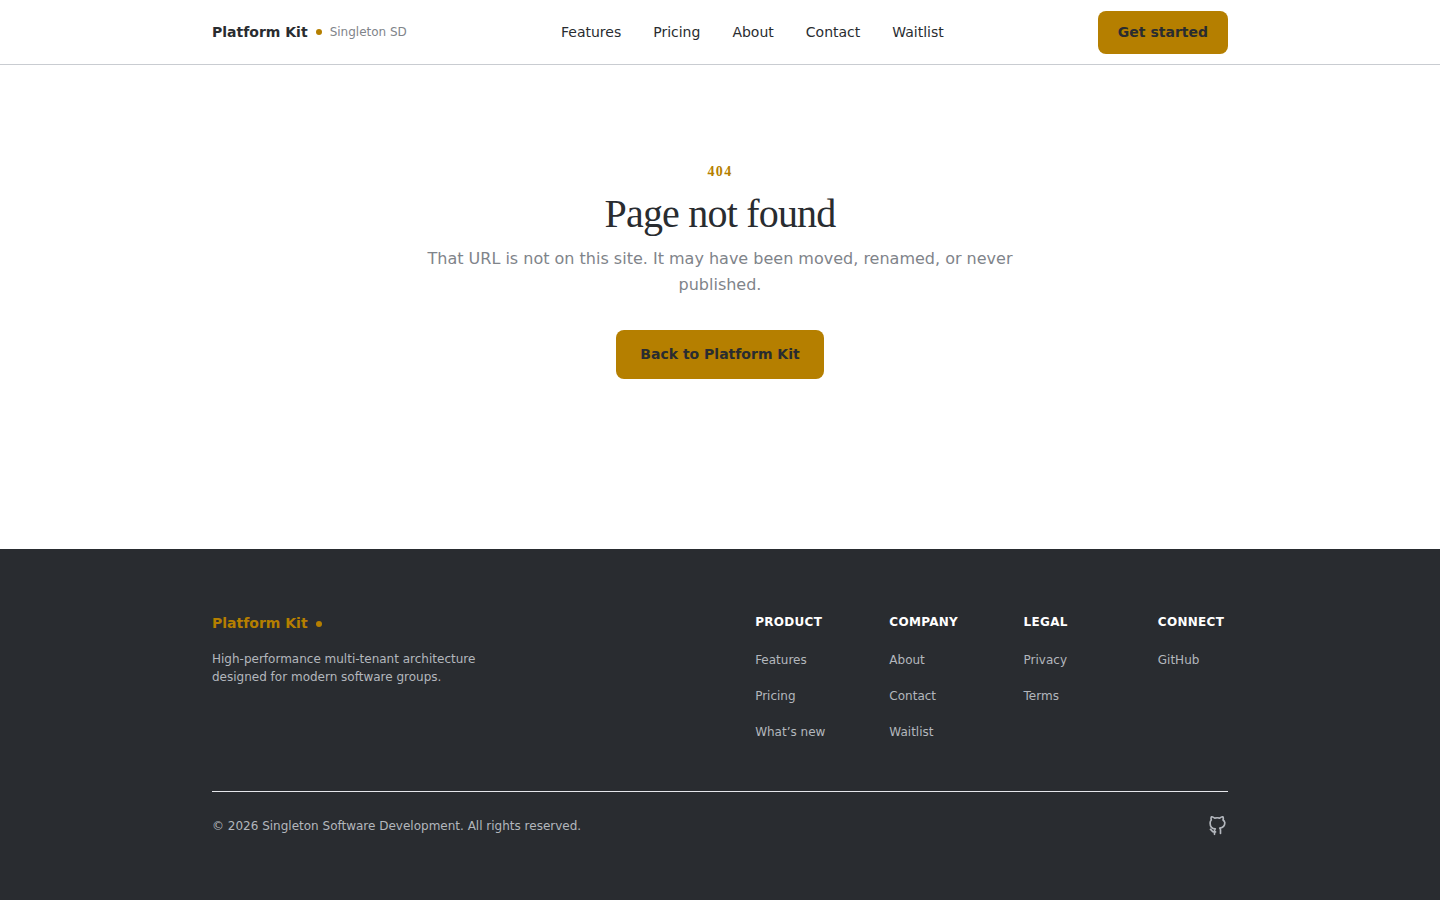 Platform Kit Singleton SD
Features Pricing About Contact Waitlist
Get started
404
Page not found
That URL is not on this site. It may have been moved, renamed, or never
published.
Back to Platform Kit
Platform Kit
High-performance multi-tenant architecture
designed for modern software groups.
PRODUCT
Features
Pricing
What’s new
COMPANY
About
Contact
Waitlist
LEGAL
Privacy
Terms
CONNECT
GitHub
© 2026 Singleton Software Development. All rights reserved.